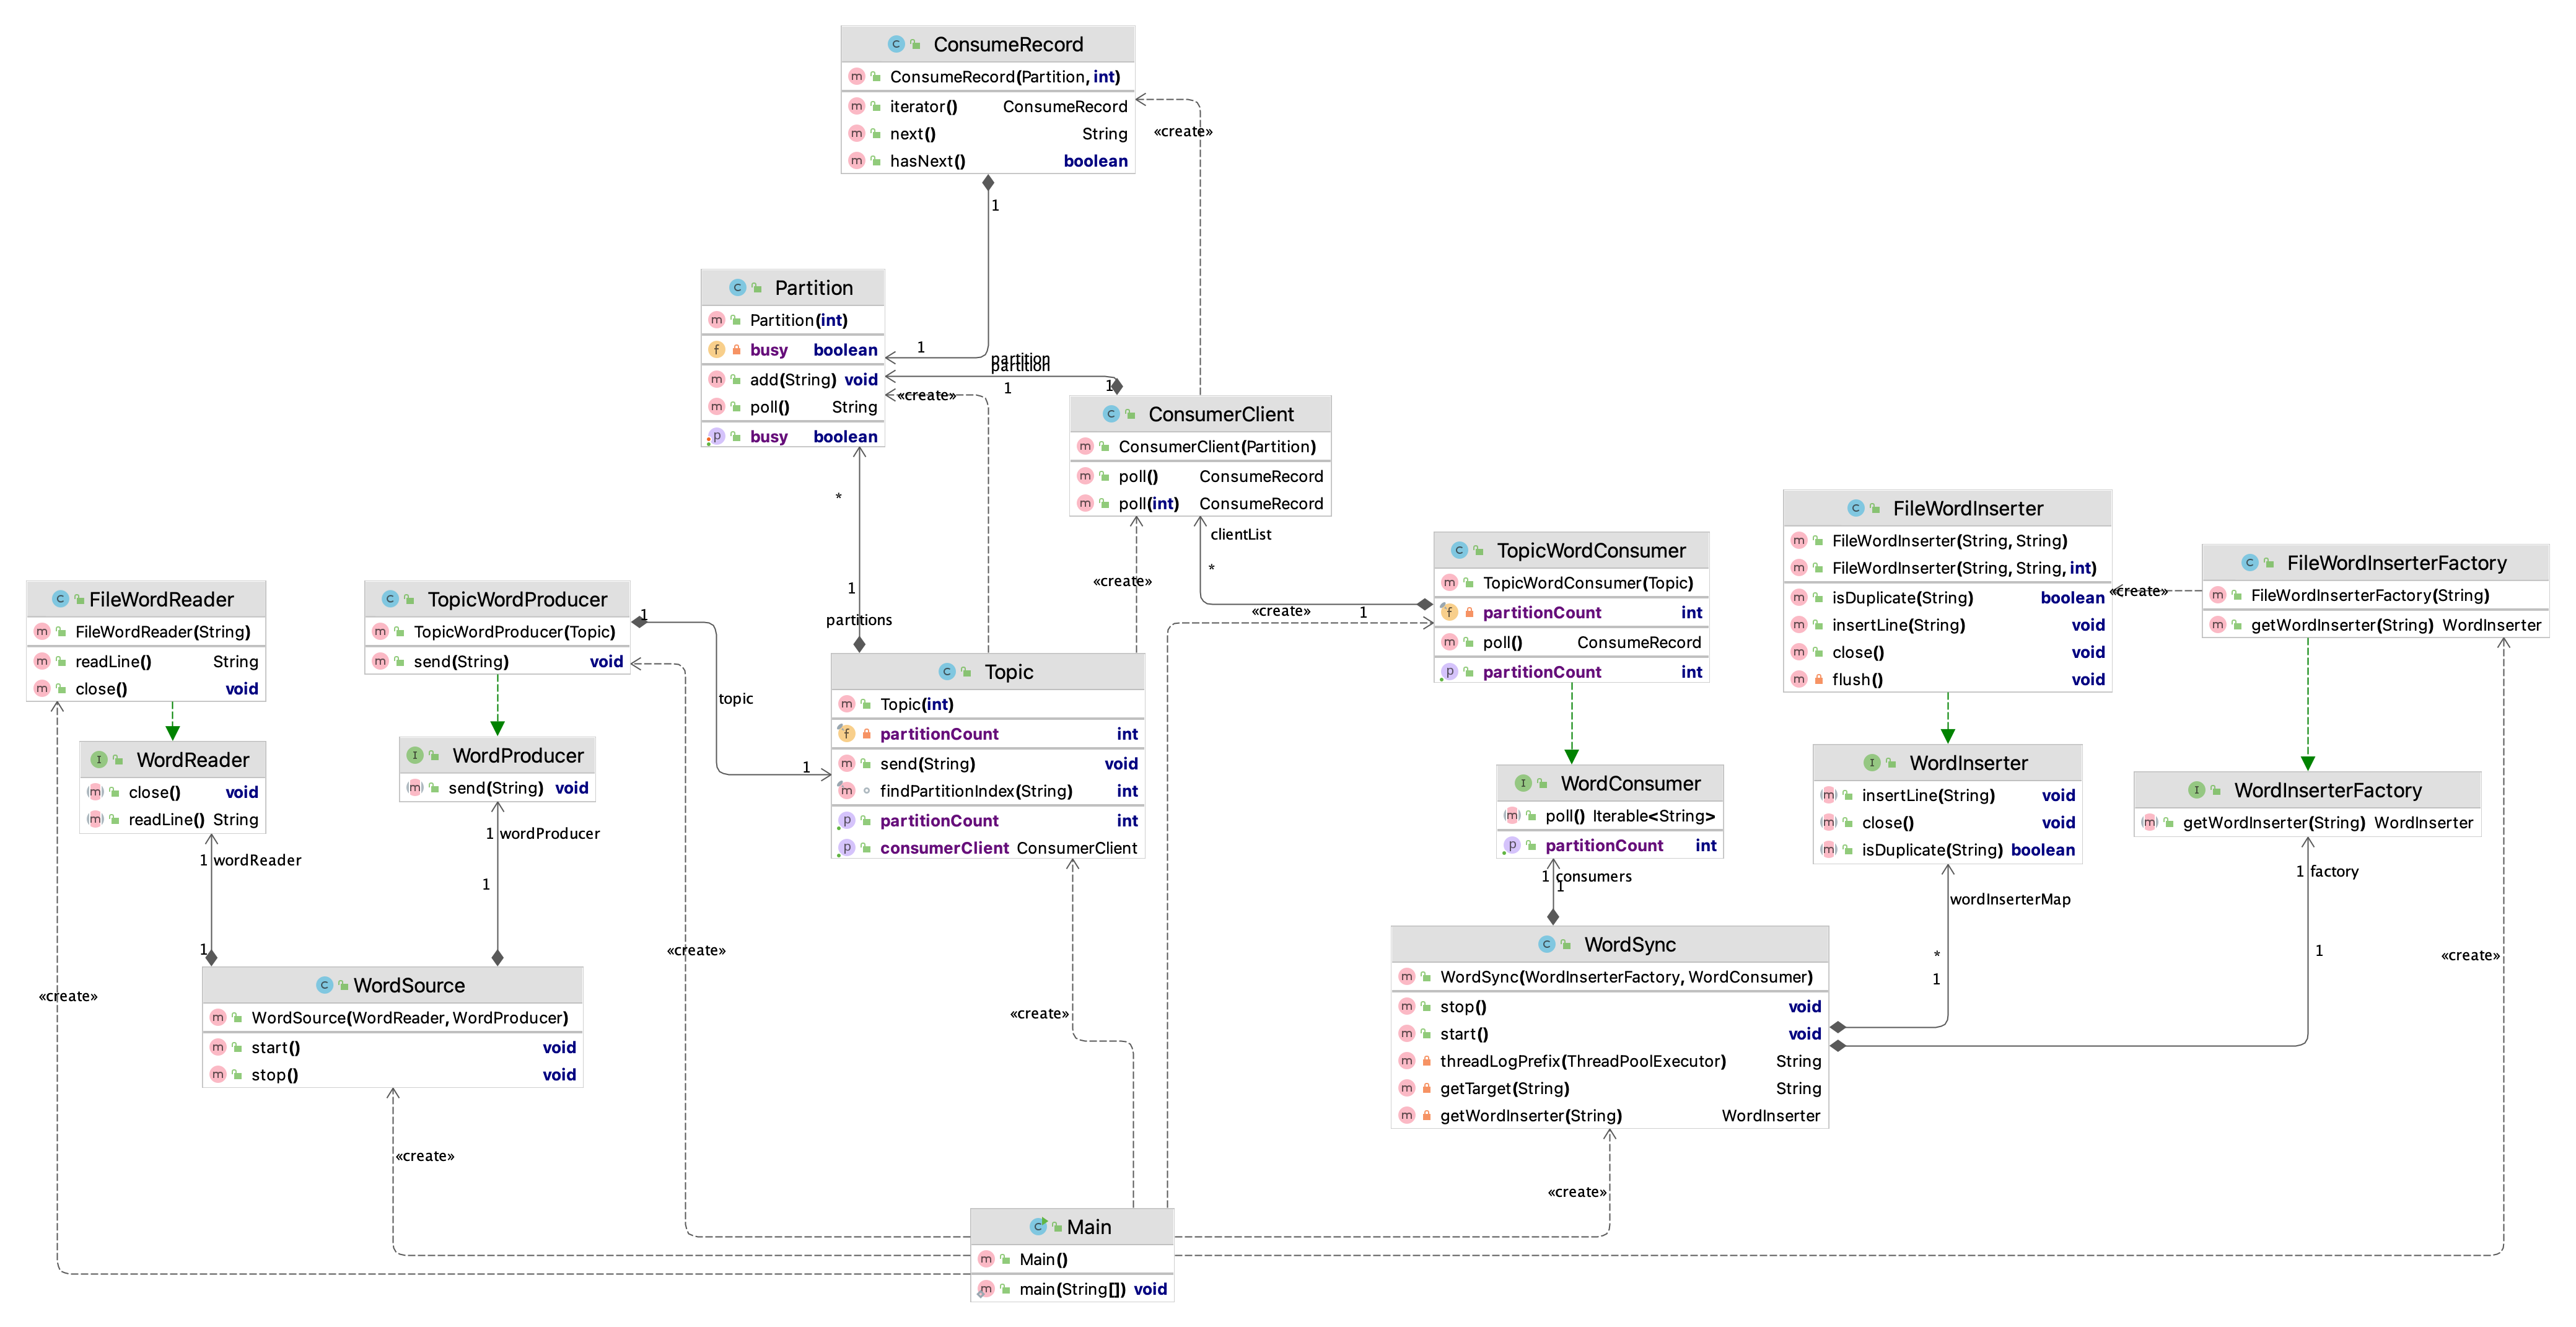 ConsumeRecord
ConsumeRecord(Partition, int)
iterator() ConsumeRecord
next() String
hasNext() boolean
«create»
1
Partition
Partition(int)
busy boolean
add(String) void
poll() String
busy boolean
1
partition
partition
1
1
«create»
ConsumerClient
ConsumerClient(Partition)
poll() ConsumeRecord
poll(int) ConsumeRecord
*
1
partitions
«create»
clientList
*
«create»
1
TopicWordConsumer
TopicWordConsumer(Topic)
partitionCount int
poll() ConsumeRecord
partitionCount int
FileWordInserter
FileWordInserter(String, String)
FileWordInserter(String, String, int)
isDuplicate(String) boolean
insertLine(String) void
close() void
flush() void
«create»
FileWordInserterFactory
FileWordInserterFactory(String)
getWordInserter(String) WordInserter
FileWordReader
FileWordReader(String)
readLine() String
close() void
TopicWordProducer
TopicWordProducer(Topic)
send(String) void
1
topic
1
Topic
Topic(int)
partitionCount int
send(String) void
findPartitionIndex(String) int
partitionCount int
consumerClient ConsumerClient
WordReader
close() void
readLine() String
WordProducer
send(String) void
WordConsumer
poll() Iterable<String>
partitionCount int
WordInserter
insertLine(String) void
close() void
isDuplicate(String) boolean
WordInserterFactory
getWordInserter(String) WordInserter
1 wordReader
1
1 wordProducer
1
1 consumers
1
wordInserterMap
*
1
1 factory
1
WordSource
WordSource(WordReader, WordProducer)
start() void
stop() void
WordSync
WordSync(WordInserterFactory, WordConsumer)
stop() void
start() void
threadLogPrefix(ThreadPoolExecutor) String
getTarget(String) String
getWordInserter(String) WordInserter
«create»
«create»
«create»
«create»
«create»
«create»
Main
Main()
main(String[]) void